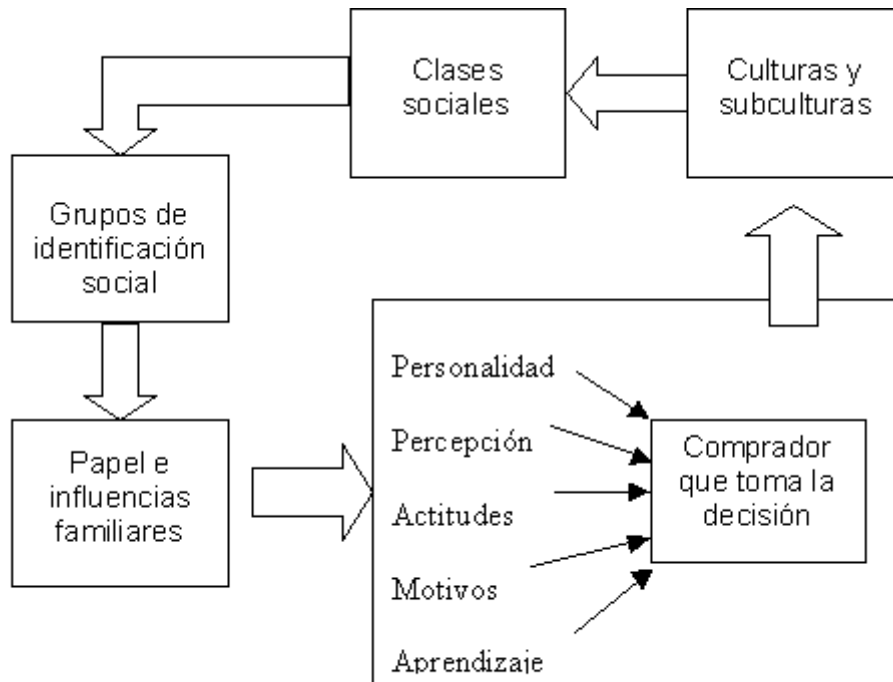 Clases
sociales
Culturas y
subculturas
Grupos de
identificación
social
Papel e
influencias
familiares
Personalidad
Percepción
Actitudes
Motivos
Aprendizaje
Comprador
que toma la
decisión